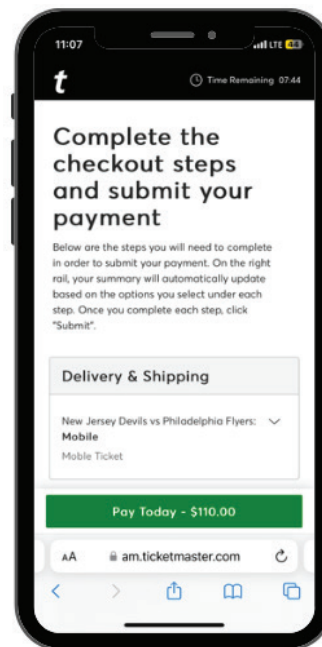 11:07 LTE 44
t Time Remaining 07:44
Complete the
checkout steps
and submit your
payment
Below are the steps you will need to complete
in order to submit your payment. On the right
rail, your summary will automatically update
based on the options you select under each
step. Once you complete each step, click
"Submit".
Delivery & Shipping
New Jersey Devils vs Philadelphia Flyers:
Mobile
Moble Ticket
Pay Today - $110.00
AA am.ticketmaster.com